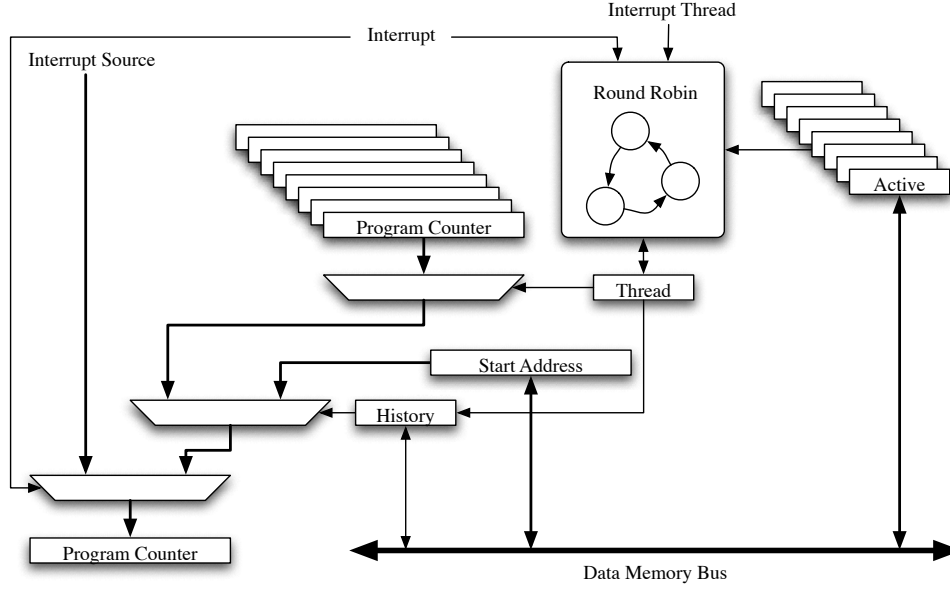 Interrupt Thread
Interrupt
Interrupt Source
Round Robin
Active
Program Counter
Thread
Start Address
History
Program Counter
Data Memory Bus